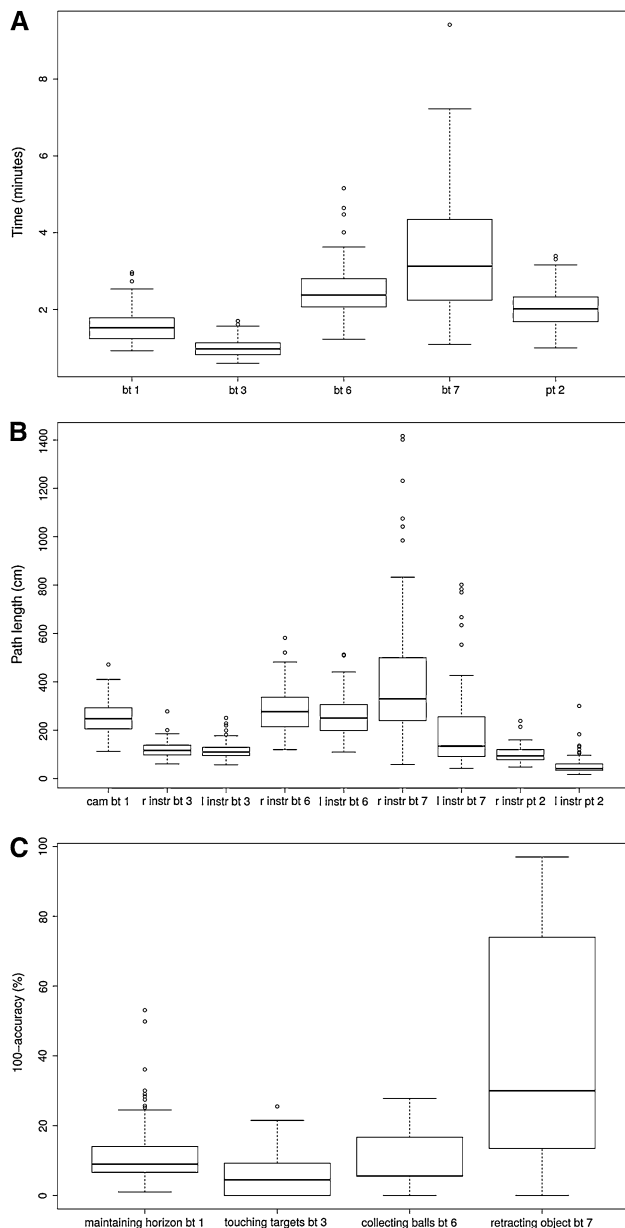 A
Time (minutes)
8
6
4
2
bt 1 bt 3 bt 6 bt 7 pt 2
B
Path length (cm)
1400
1200
1000
800
600
400
200
0
cam bt 1 r instr bt 3 l instr bt 3 r instr bt 6 l instr bt 6 r instr bt 7 l instr bt 7 r instr pt 2 l instr pt 2
C
100-accuracy (%)
100
80
60
40
20
0
maintaining horizon bt 1 touching targets bt 3 collecting balls bt 6 retracting object bt 7